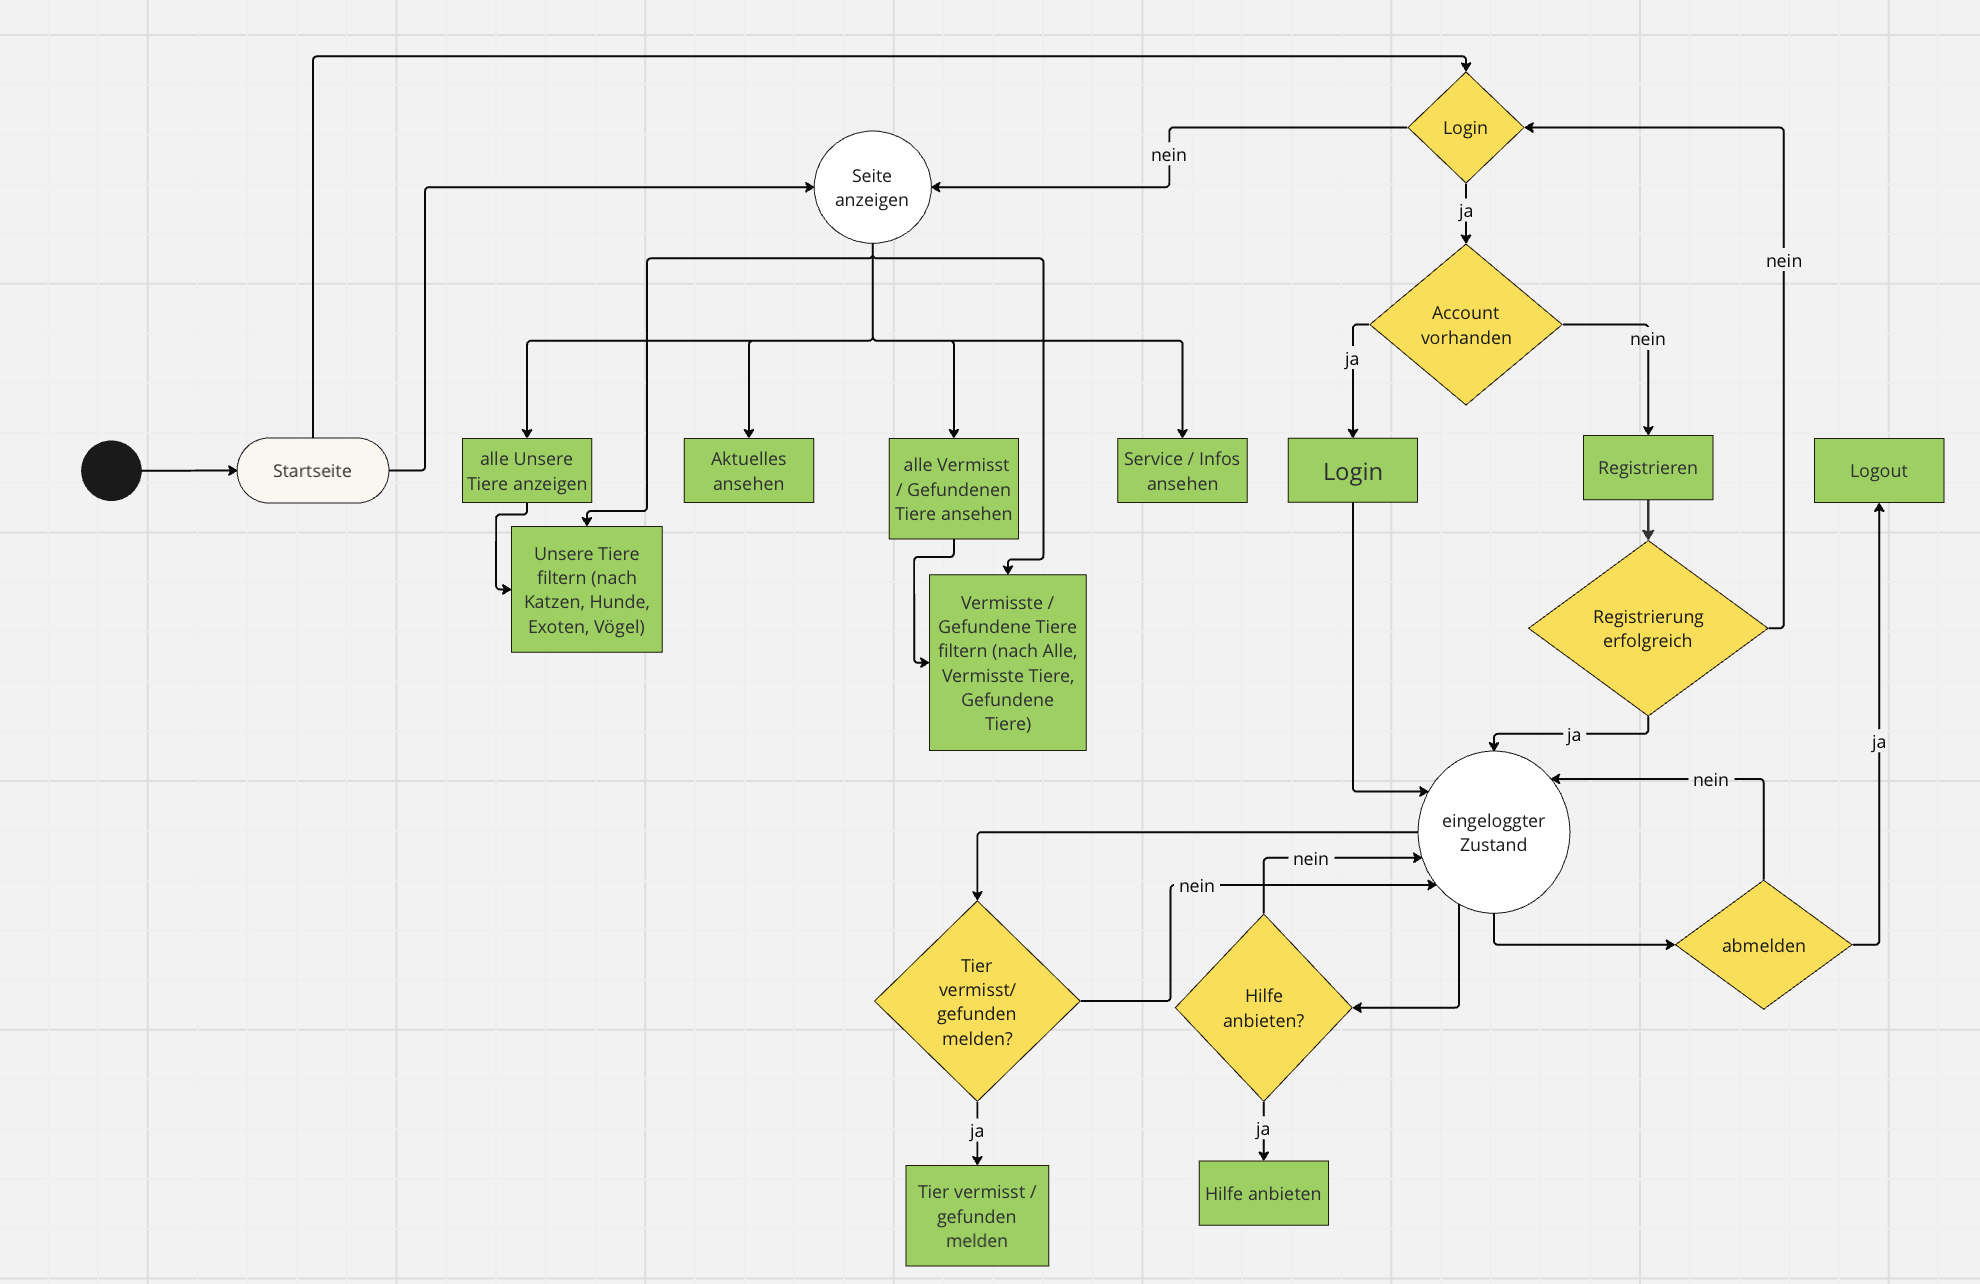 Login
nein
Seite
anzeigen
ja
nein
Account
vorhanden
ja
nein
Startseite
alle Unsere
Tiere anzeigen
Aktuelles
ansehen
alle Vermisst
/ Gefundenen
Tiere ansehen
Service / Infos
ansehen
Login
Registrieren
Logout
Unsere Tiere
filtern (nach
Katzen, Hunde,
Exoten, Vögel)
Vermisste /
Gefundene Tiere
filtern (nach Alle,
Vermisste Tiere,
Gefundene
Tiere)
Registrierung
erfolgreich
ja
ja
nein
eingeloggter
Zustand
nein
nein
abmelden
Tier
vermisst/
gefunden
melden?
Hilfe
anbieten?
ja
ja
Tier vermisst /
gefunden
melden
Hilfe anbieten